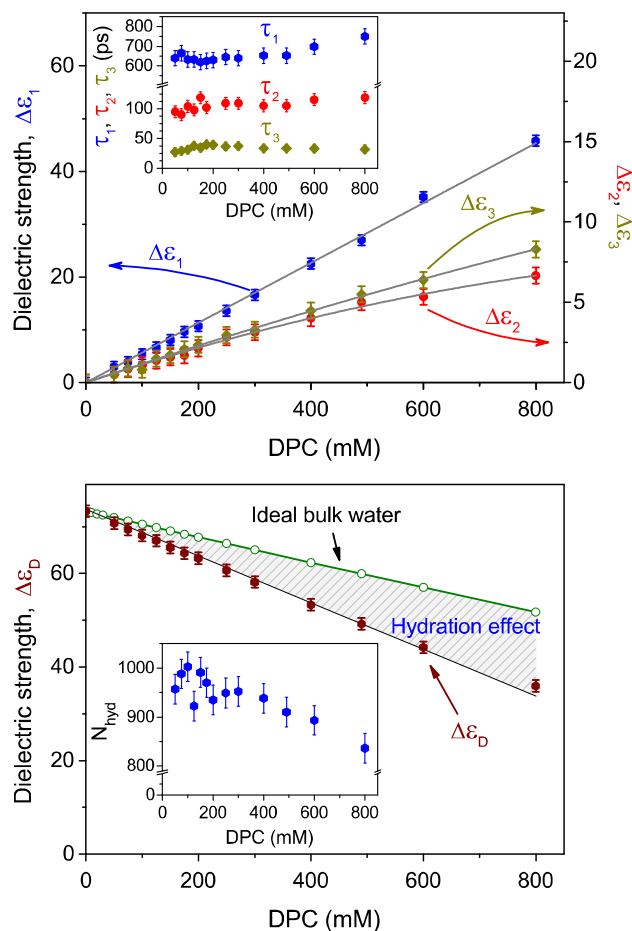 τ1, τ2, τ3 (ps)
800
700
600
100
50
0
τ1
τ2
τ3
0 200 400 600 800
DPC (mM)
Dielectric strength, Δε1
60
40
20
0
Δε1
Δε3
Δε2
20
15
10
5
0
Δε2, Δε3
0 200 400 600 800
DPC (mM)
Dielectric strength, ΔεD
60
40
20
0
Ideal bulk water
Hydration effect
ΔεD
Nhyd
1000
900
800
0
0 200 400 600 800
DPC (mM)
0 200 400 600 800
DPC (mM)